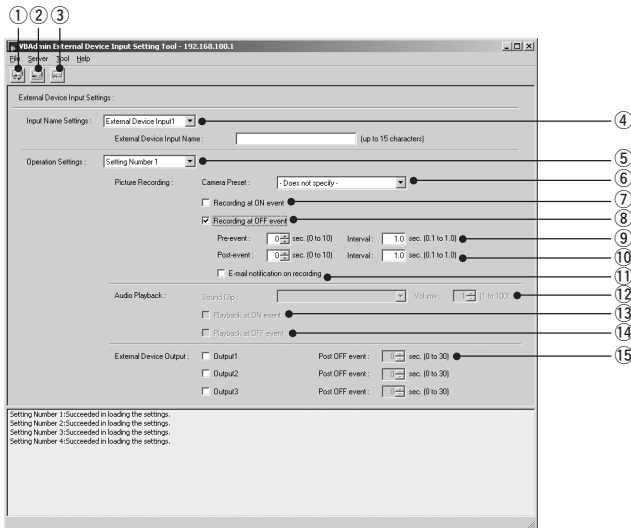 ① ② ③
VBAdmin External Device Input Setting Tool - 192.168.100.1
File Server Tool Help
External Device Input Settings :
Input Name Settings : External Device Input1 ④
External Device Input Name : (up to 15 characters)
Operation Settings : Setting Number 1 ⑤
Picture Recording : Camera Preset : - Does not specify - ⑥
Recording at ON event ⑦
Recording at OFF event ⑧
Pre-event : 0 sec. (0 to 10) Interval : 1.0 sec. (0.1 to 1.0) ⑨
Post-event : 0 sec. (0 to 10) Interval : 1.0 sec. (0.1 to 1.0) ⑩
E-mail notification on recording ⑪
Audio Playback : Sound Clip : Volume : 1 (1 to 100) ⑫
Playback at ON event ⑬
Playback at OFF event ⑭
External Device Output : Output1 Post OFF event : 0 sec. (0 to 30) ⑮
Output2 Post OFF event : 0 sec. (0 to 30)
Output3 Post OFF event : 0 sec. (0 to 30)
Setting Number 1:Succeeded in loading the settings.
Setting Number 2:Succeeded in loading the settings.
Setting Number 3:Succeeded in loading the settings.
Setting Number 4:Succeeded in loading the settings.